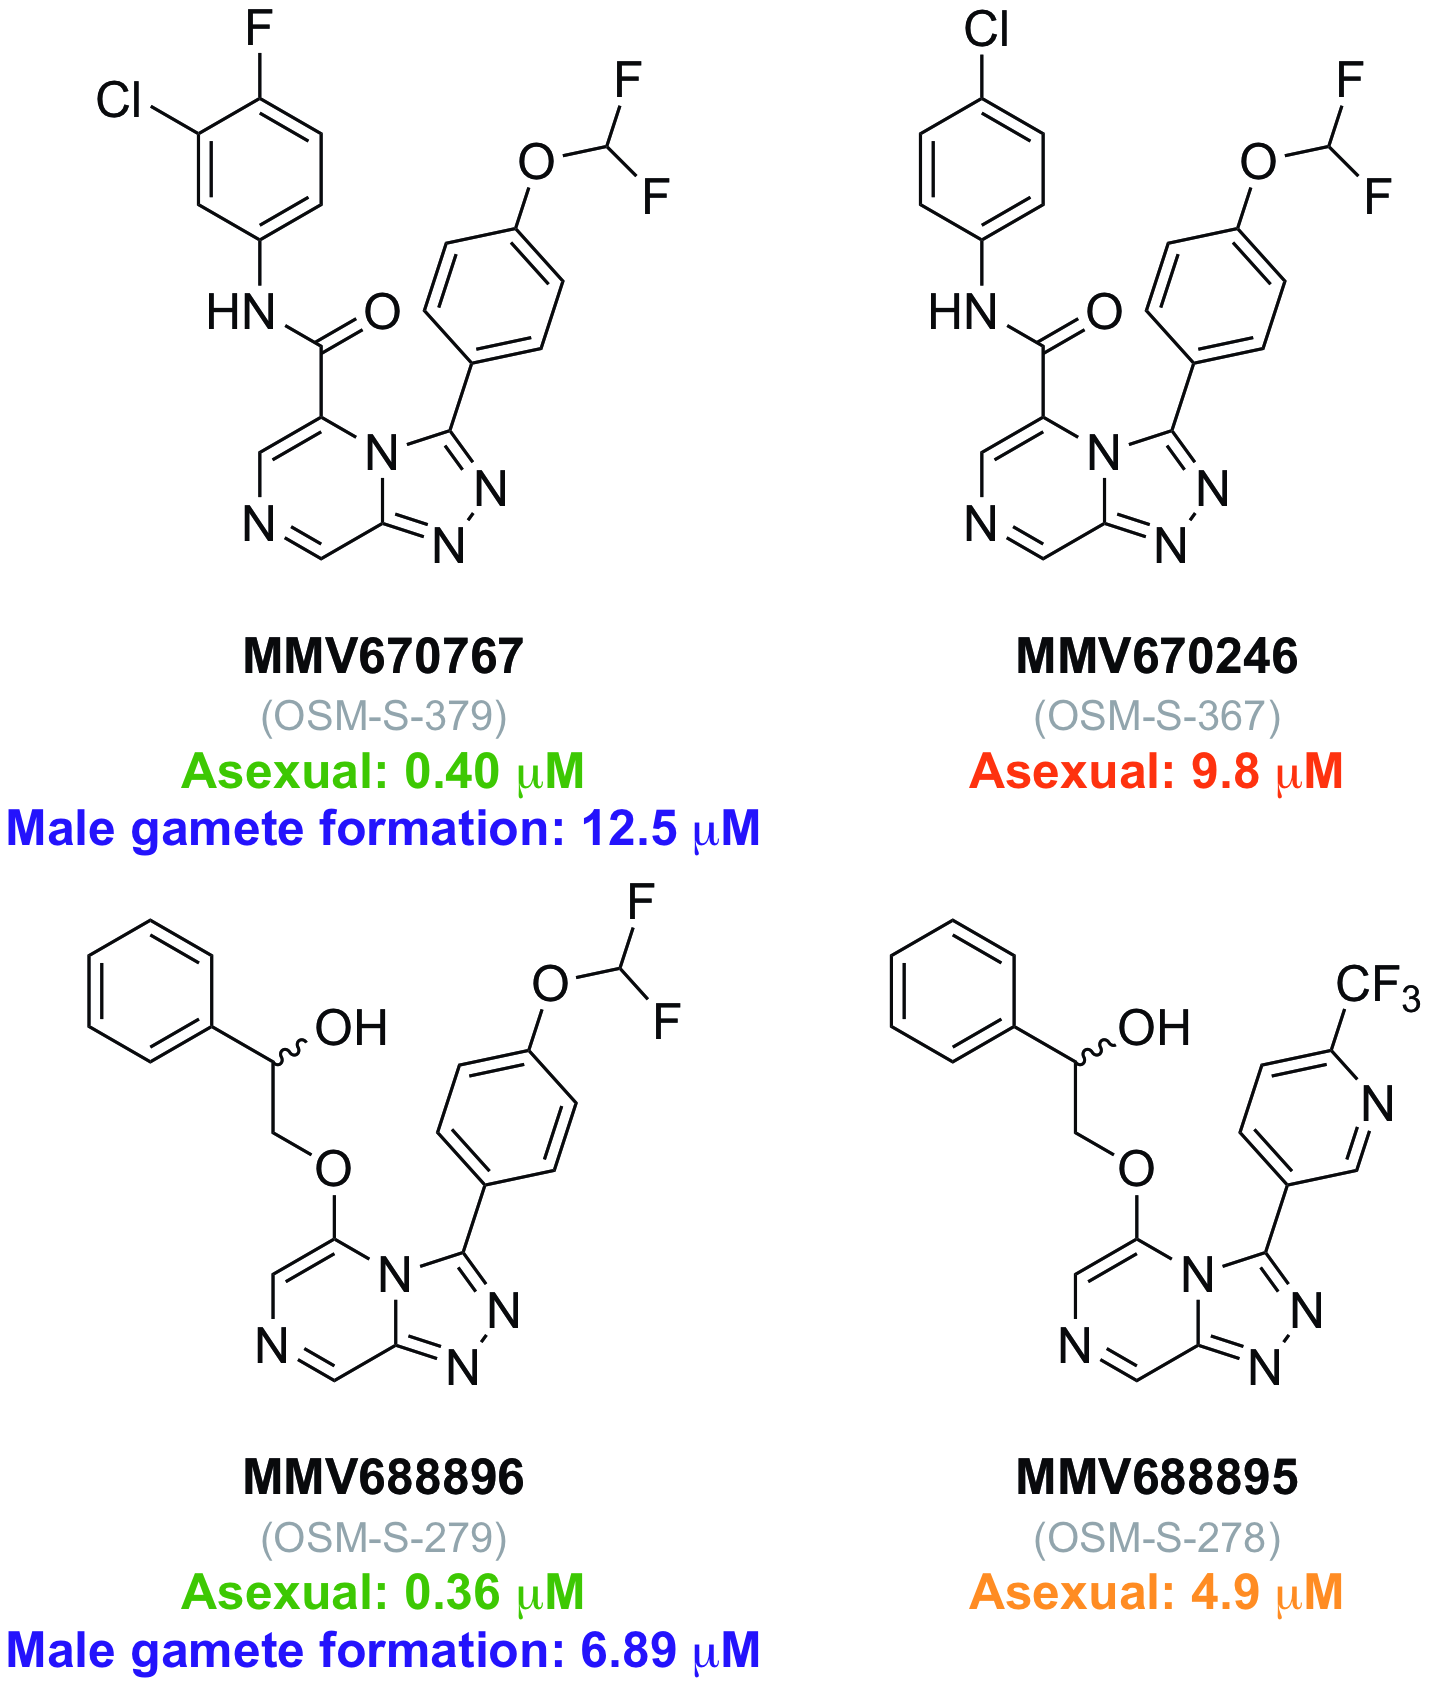 F
Cl
F
O
F
HN
O
N
N
N
N
MMV670767
(OSM-S-379)
Asexual: 0.40 μM
Male gamete formation: 12.5 μM
Cl
F
O
F
HN
O
N
N
N
N
MMV670246
(OSM-S-367)
Asexual: 9.8 μM
F
O
F
OH
O
N
N
N
N
MMV688896
(OSM-S-279)
Asexual: 0.36 μM
Male gamete formation: 6.89 μM
CF₃
OH
N
O
N
N
N
N
MMV688895
(OSM-S-278)
Asexual: 4.9 μM